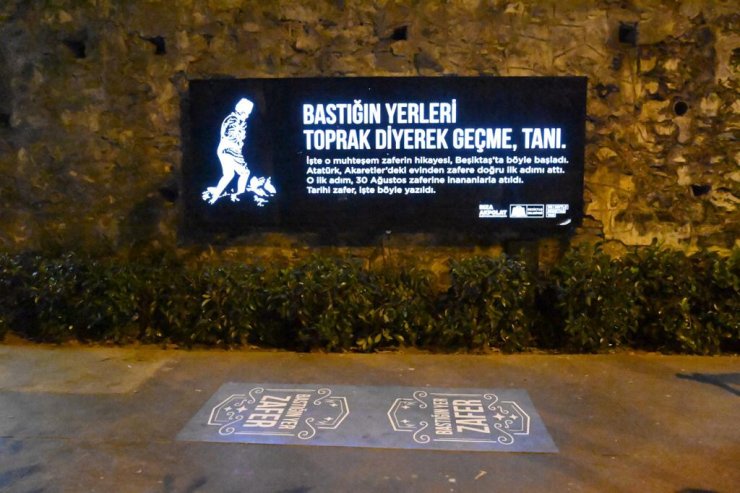 BASTIĞIN YERLERİ
TOPRAK DİYEREK GEÇME, TANI.
İşte o muhteşem zaferin hikayesi, Beşiktaş'ta böyle başladı.
Atatürk, Akaretler'deki evinden zafere doğru ilk adımı attı.
O ilk adım, 30 Ağustos zaferine inananlarla atıldı.
Tarihi zafer, işte böyle yazıldı.
RIZA
AKPOLAT
BASTIĞIN YER
ZAFER
BASTIĞIN YER
ZAFER